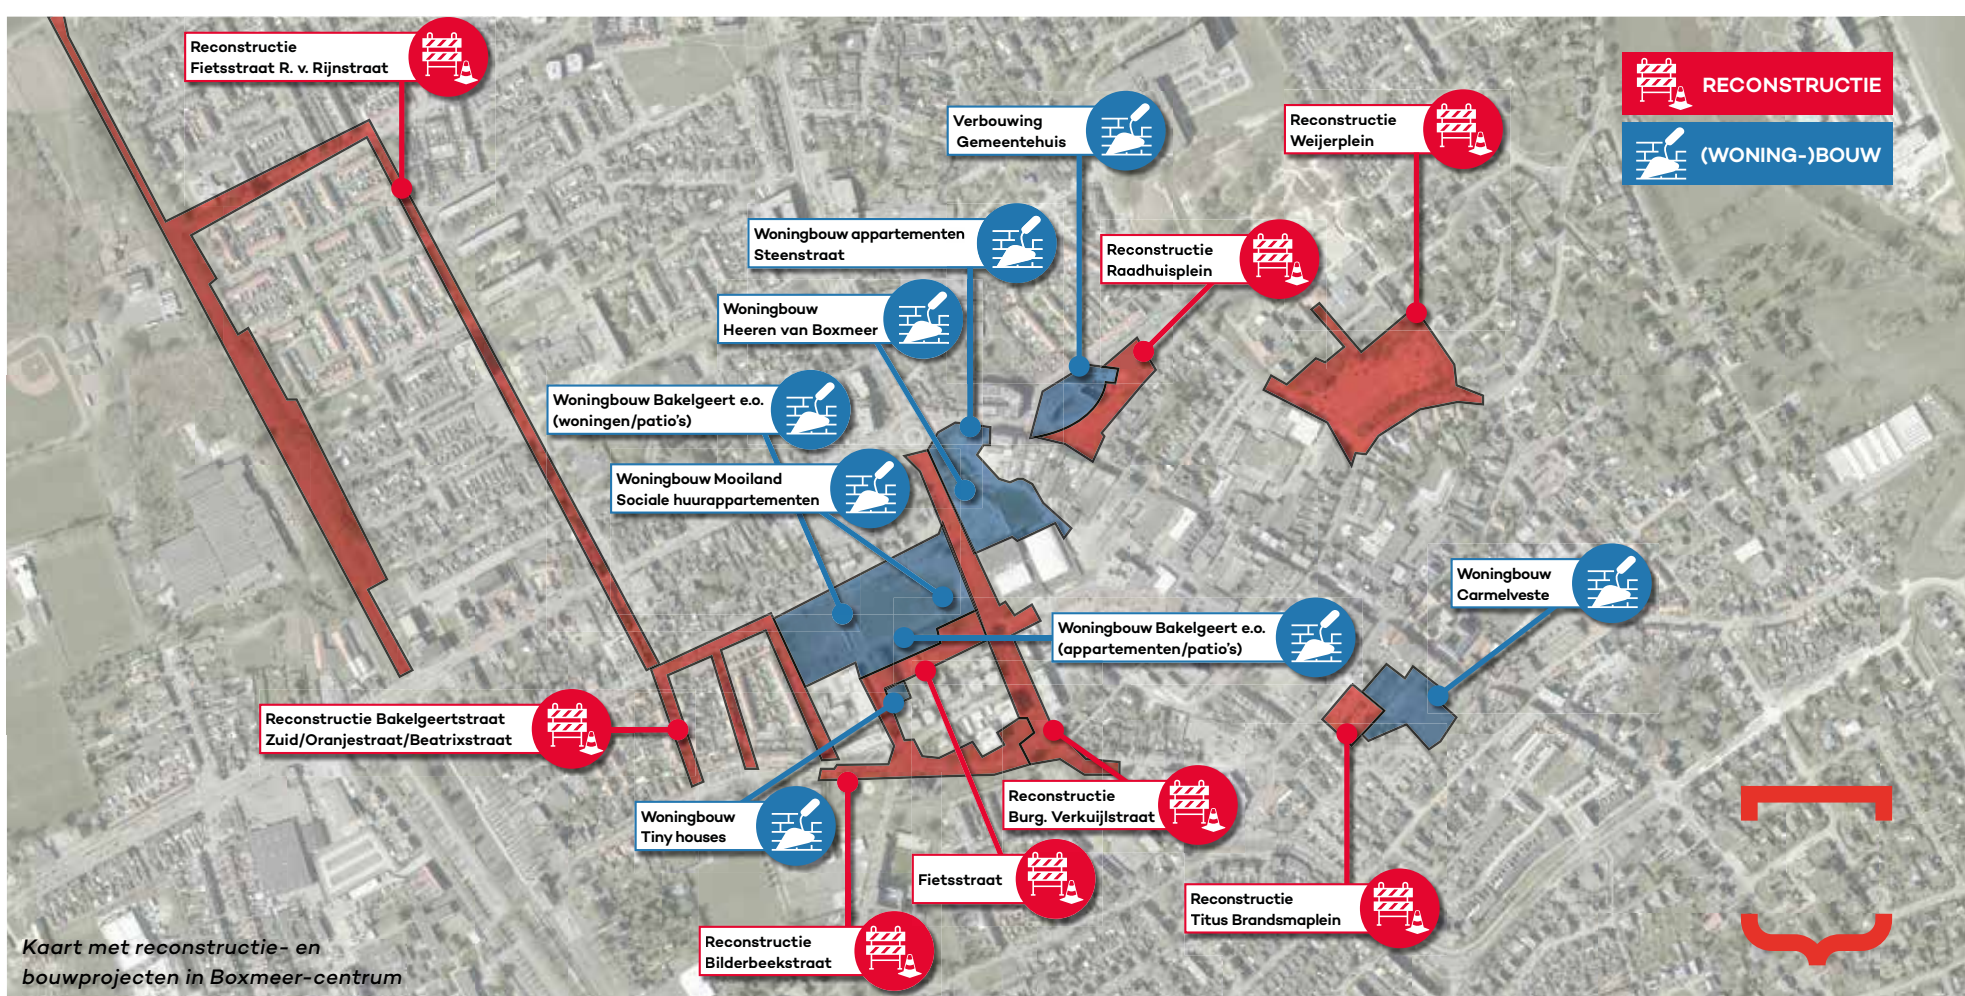 Reconstructie
Fietsstraat R. v. Rijnstraat
RECONSTRUCTIE
(WONING-)BOUW
Verbouwing
Gemeentehuis
Reconstructie
Weijerplein
Woningbouw appartementen
Steenstraat
Reconstructie
Raadhuisplein
Woningbouw
Heeren van Boxmeer
Woningbouw Bakelgeert e.o.
(woningen/patio's)
Woningbouw Mooiland
Sociale huurappartementen
Woningbouw
Carmelveste
Woningbouw Bakelgeert e.o.
(appartementen/patio's)
Reconstructie Bakelgeertstraat
Zuid/Oranjestraat/Beatrixstraat
Woningbouw
Tiny houses
Reconstructie
Burg. Verkuijlstraat
Fietsstraat
Reconstructie
Titus Brandsmaplein
Reconstructie
Bilderbeekstraat
Kaart met reconstructie- en
bouwprojecten in Boxmeer-centrum